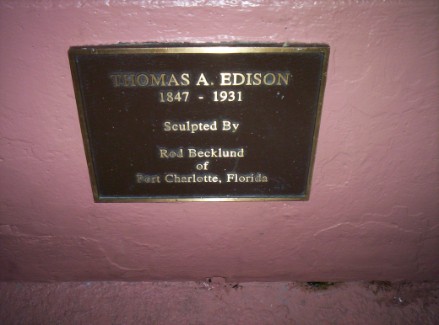 THOMAS A. EDISON
1847 - 1931
Sculpted By
Rod Becklund
of
Port Charlotte, Florida